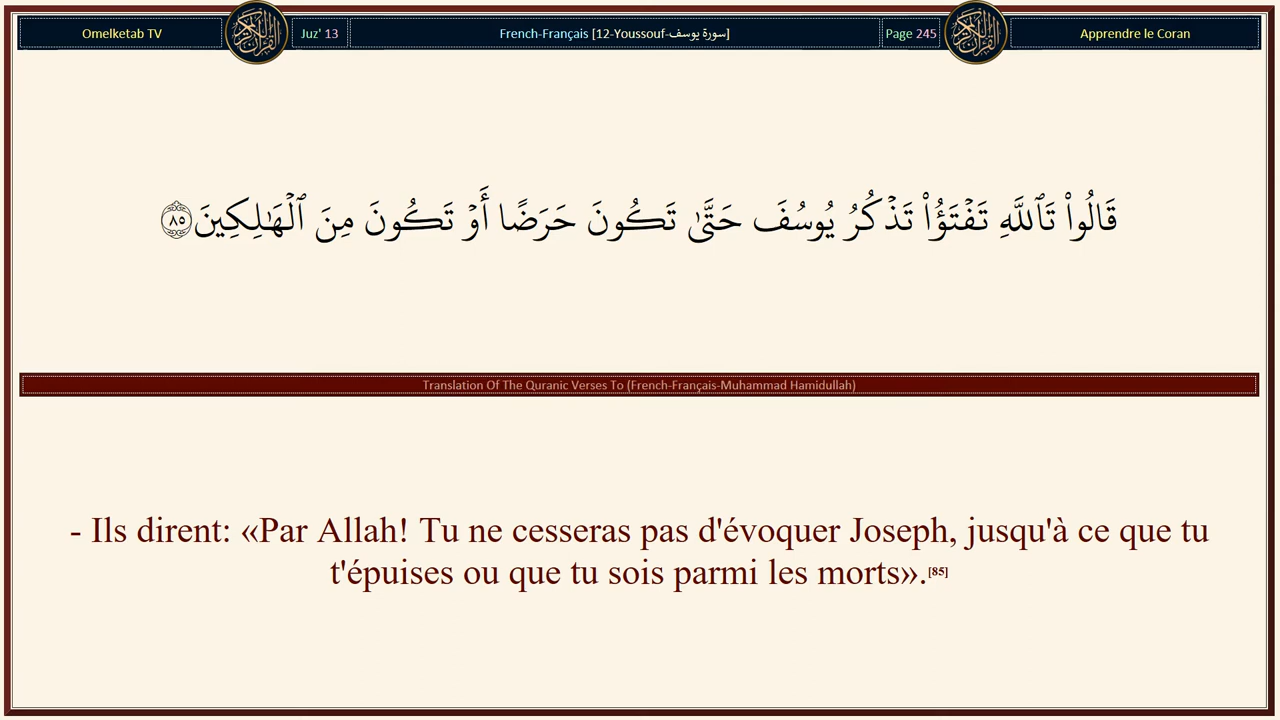 Omelketab TV
Juz' 13
French-Français [12-Youssouf-سورة يوسف]
Page 245
Apprendre le Coran
قَالُواْ تَٱللَّهِ تَفۡتَؤُاْ تَذۡكُرُ يُوسُفَ حَتَّىٰ تَكُونَ حَرَضًا أَوۡ تَكُونَ مِنَ ٱلۡهَٰلِكِينَ ٨٥
Translation Of The Quranic Verses To (French-Français-Muhammad Hamidullah)
- Ils dirent: «Par Allah! Tu ne cesseras pas d'évoquer Joseph, jusqu'à ce que tu
t'épuises ou que tu sois parmi les morts».[85]